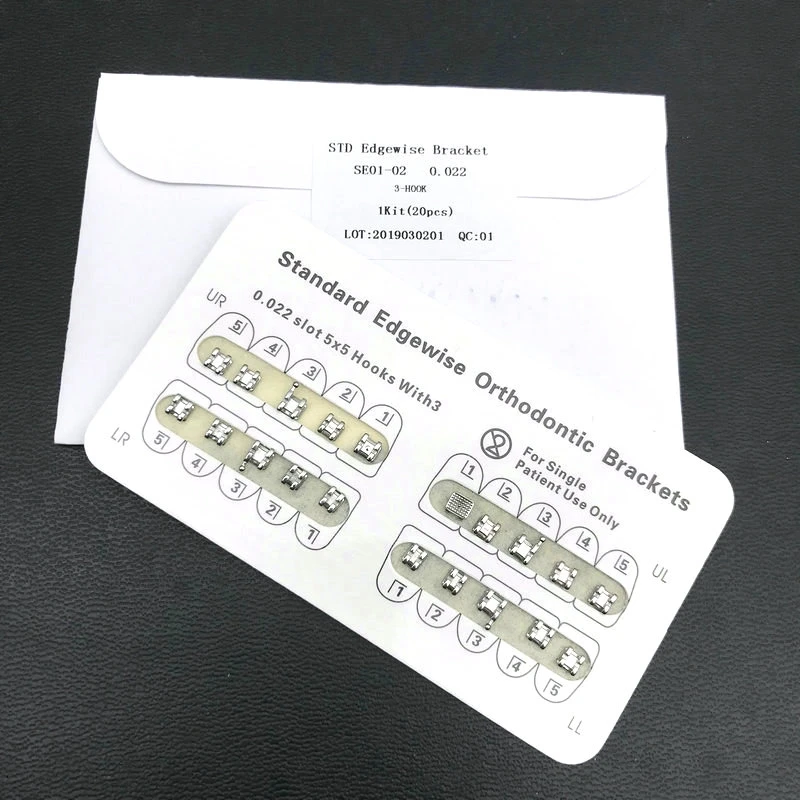 STD Edgewise Bracket
SE01-02 0.022
3-HOOK
1Kit(20pcs)
LOT:2019030201 QC:01
Standard Edgewise Orthodontic Brackets
0.022 slot 5x5 Hooks With3
UR
5 4 3 2 1
LR
5 4 3 2 1
2
For Single
Patient Use Only
1 2 3 4 5
UL
1 2 3 4 5
LL